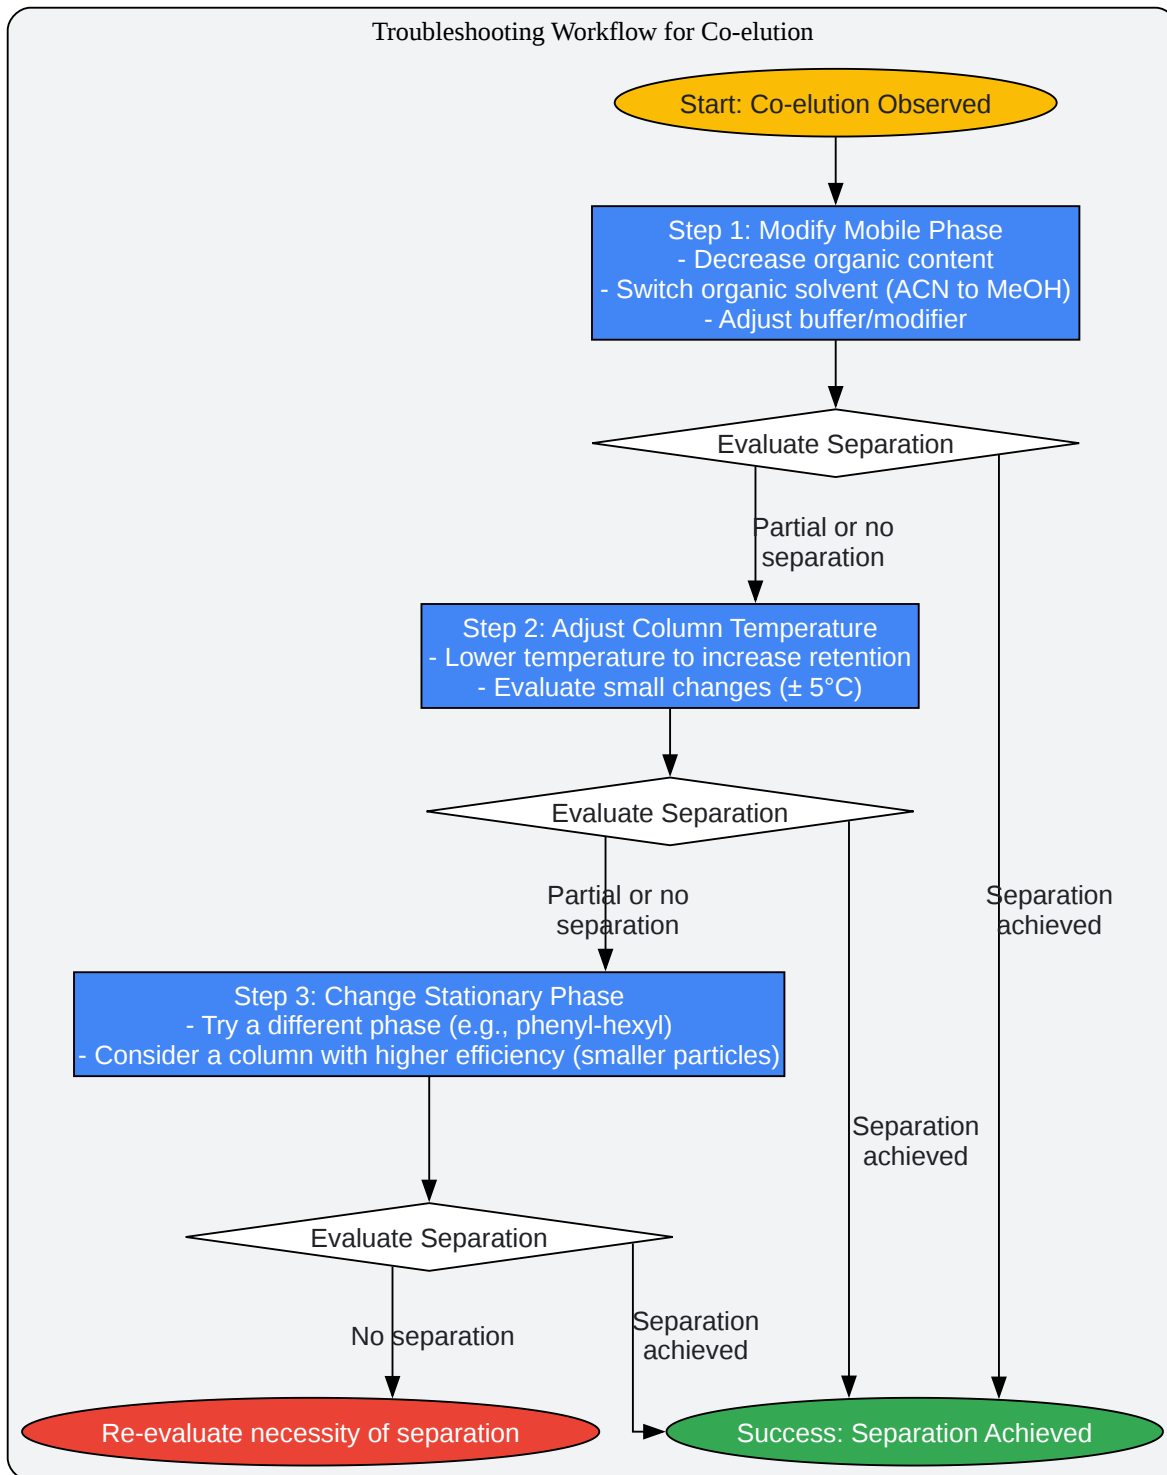 Troubleshooting Workflow for Co-elution
Start: Co-elution Observed
Step 1: Modify Mobile Phase
- Decrease organic content
- Switch organic solvent (ACN to MeOH)
- Adjust buffer/modifier
Evaluate Separation
Partial or no
separation
Step 2: Adjust Column Temperature
- Lower temperature to increase retention
- Evaluate small changes (± 5°C)
Evaluate Separation
Partial or no
separation
Separation
achieved
Step 3: Change Stationary Phase
- Try a different phase (e.g., phenyl-hexyl)
- Consider a column with higher efficiency (smaller particles)
Separation
achieved
Evaluate Separation
No separation
Separation
achieved
Re-evaluate necessity of separation
Success: Separation Achieved